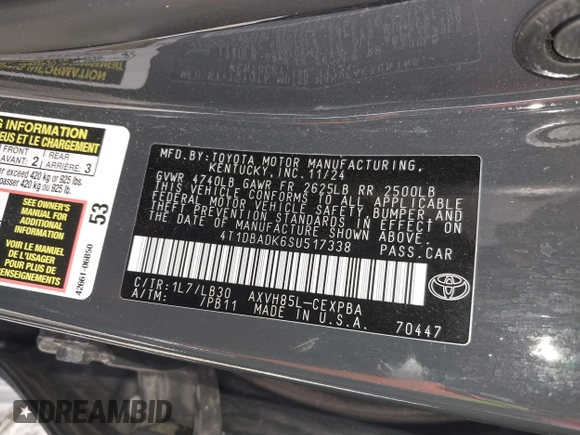 G INFORMATION
EUS ET LE CHARGEMENT
FRONT
AVANT: 2
REAR
ARRIÈRE: 3
420 kg or 925 lbs.
passer 420 kg ou 925 lb.
SEE OWNER'S
MANUAL FOR
ADDITIONAL
INFORMATION
VOIR LE MANUEL
DE L'USAGER
POUR PLUS DE
RENSEIGNEMENTS
53
42661-06B50
MFD.BY:TOYOTA MOTOR MANUFACTURING,
KENTUCKY, INC. 11/24
GVWR 4740LB GAWR FR 2625LB RR 2500LB
THIS VEHICLE CONFORMS TO ALL APPLICABLE
FEDERAL MOTOR VEHICLE SAFETY, BUMPER, AND
THEFT PREVENTION STANDARDS IN EFFECT ON
THE DATE OF MANUFACTURE SHOWN ABOVE.
4T1DBADK6SU517338 PASS.CAR
C/TR:1L7/LB30 AXVH85L-CEXPBA
A/TM: /PB11 MADE IN U.S.A.
70447
TOYOTA
DREAMBID